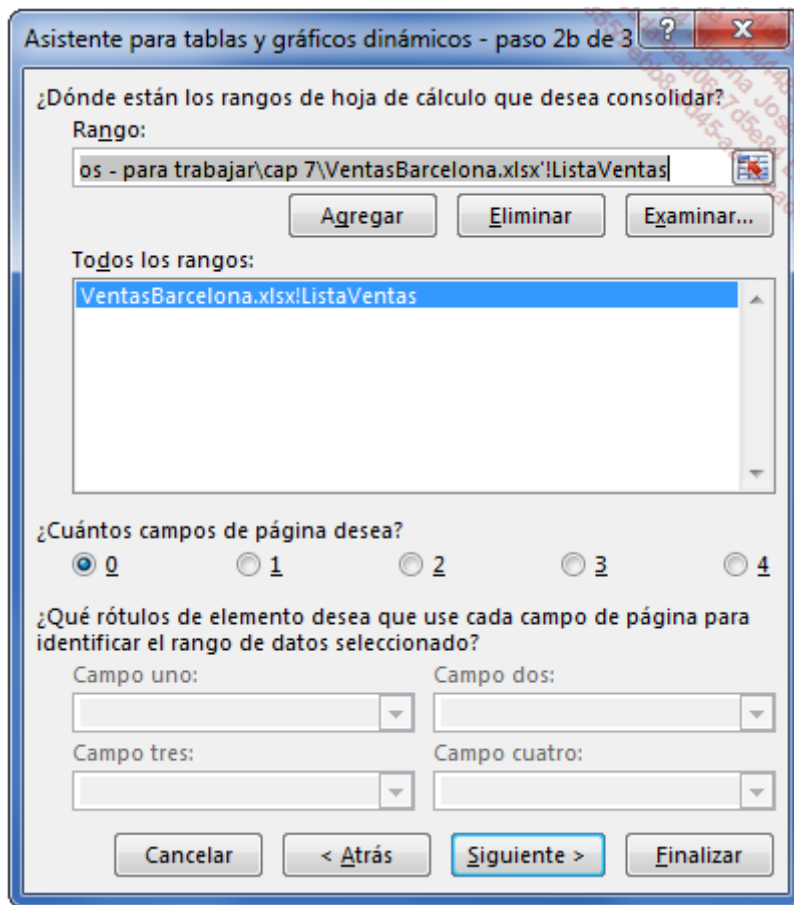 Asistente para tablas y gráficos dinámicos - paso 2b de 3
¿Dónde están los rangos de hoja de cálculo que desea consolidar?
Rango:
os - para trabajar\cap 7\VentasBarcelona.xlsx'!ListaVentas
Agregar Eliminar Examinar...
Todos los rangos:
VentasBarcelona.xlsx!ListaVentas
¿Cuántos campos de página desea?
0 1 2 3 4
¿Qué rótulos de elemento desea que use cada campo de página para
identificar el rango de datos seleccionado?
Campo uno: Campo dos:
Campo tres: Campo cuatro:
Cancelar < Atrás Siguiente > Finalizar